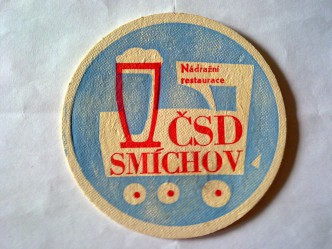 Nádražní
restaurace
ČSD
SMÍCHOV